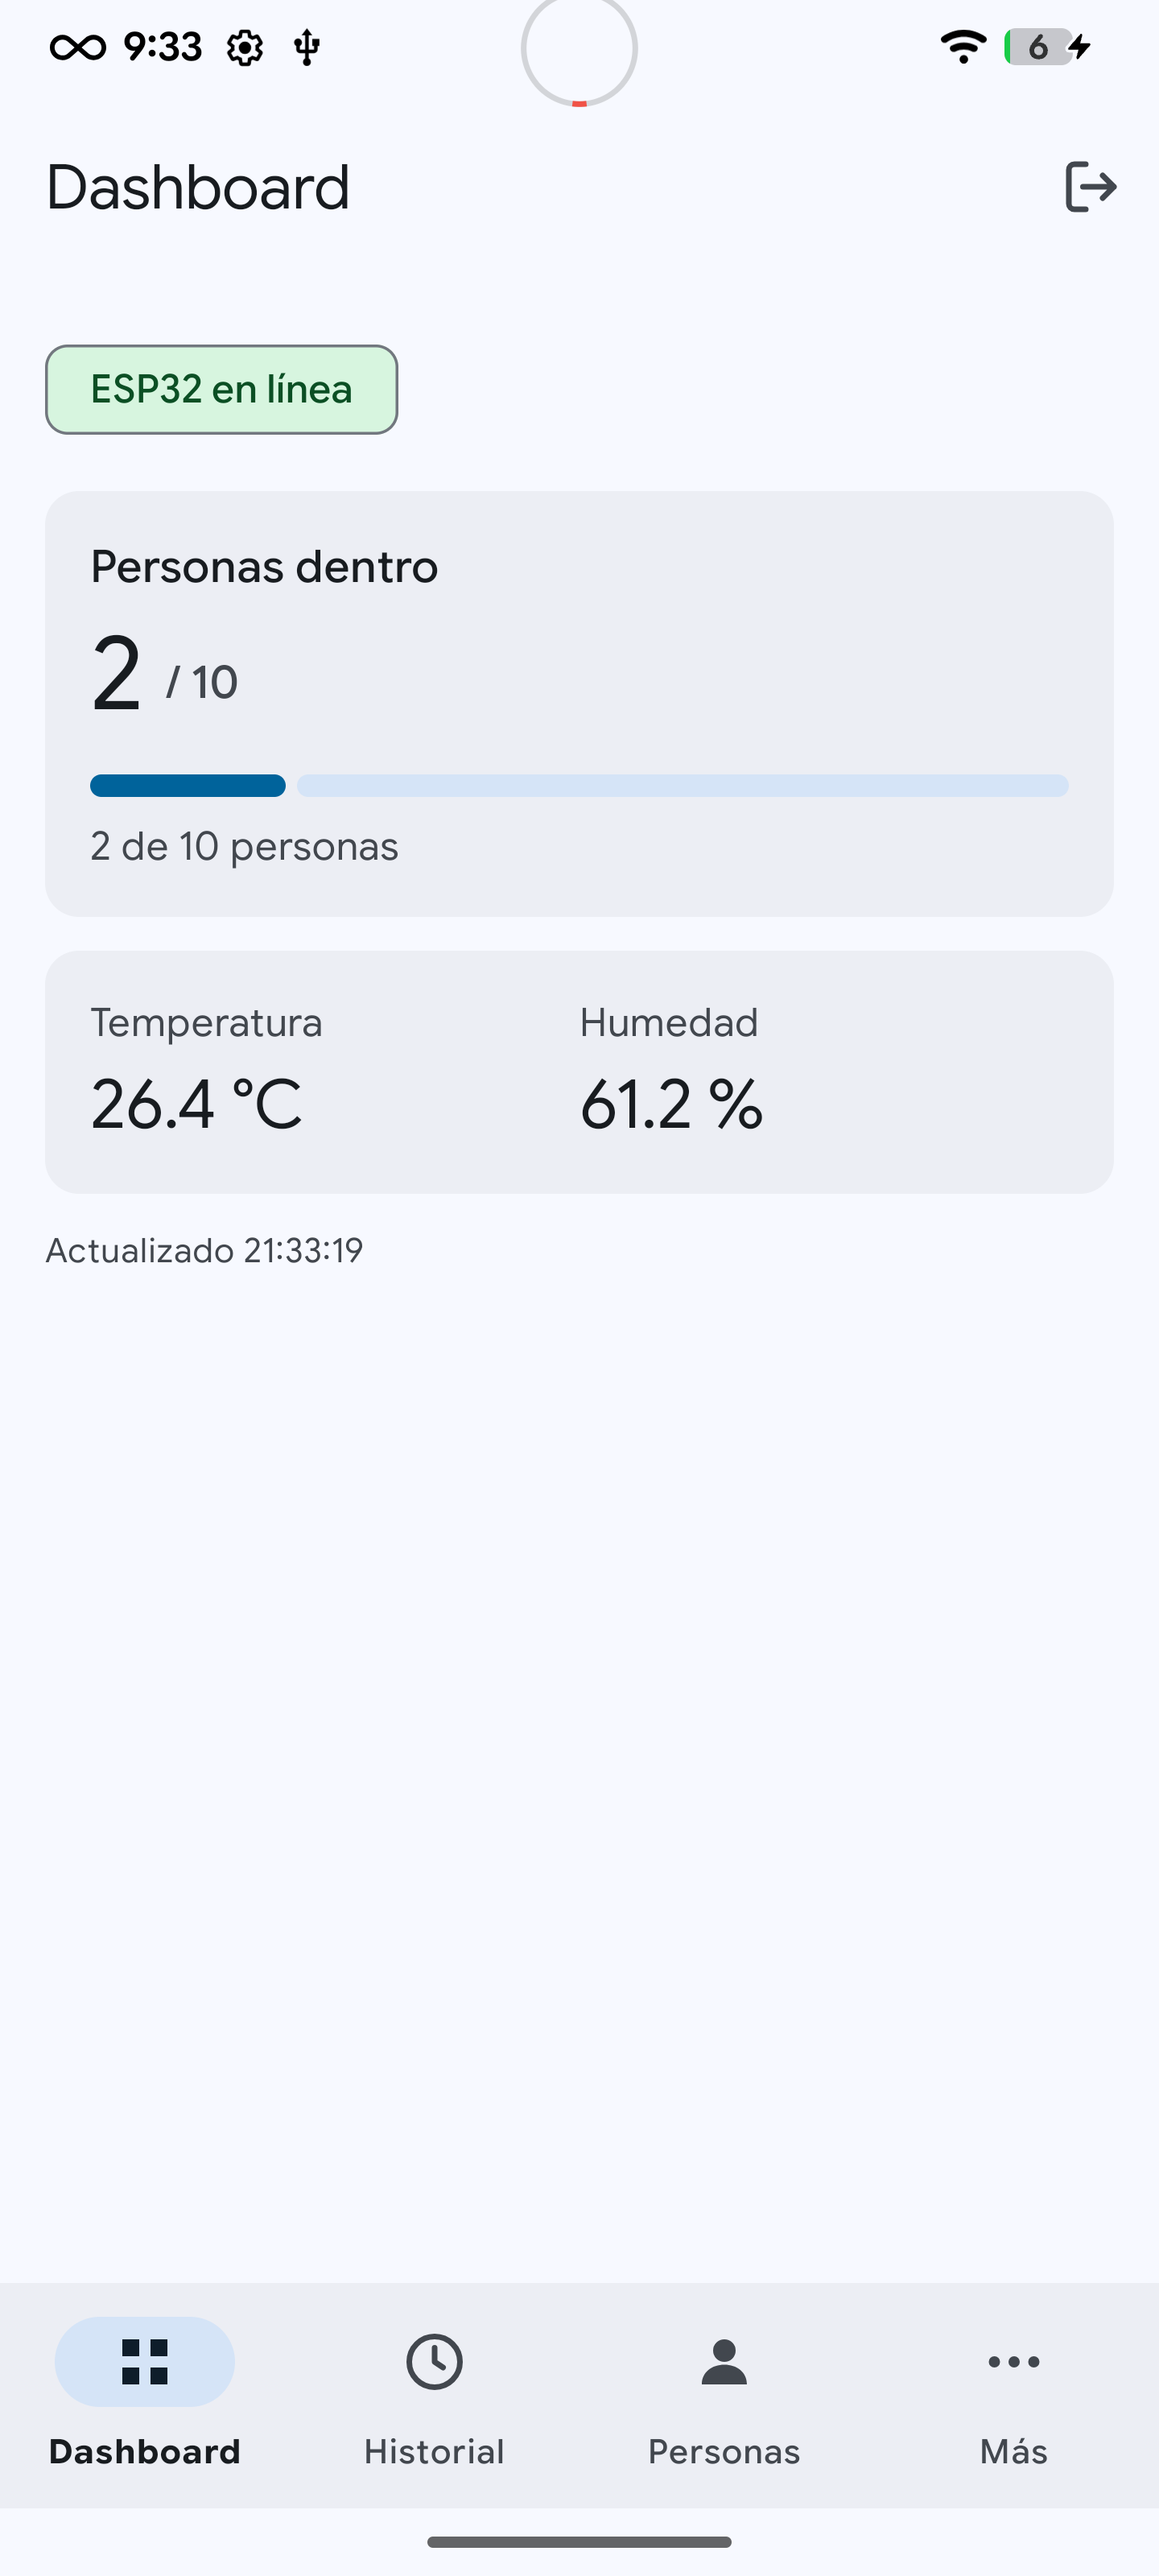 9:33
6
Dashboard
ESP32 en línea
Personas dentro
2 / 10
2 de 10 personas
Temperatura Humedad
26.4 °C 61.2 %
Actualizado 21:33:19
Dashboard Historial Personas Más